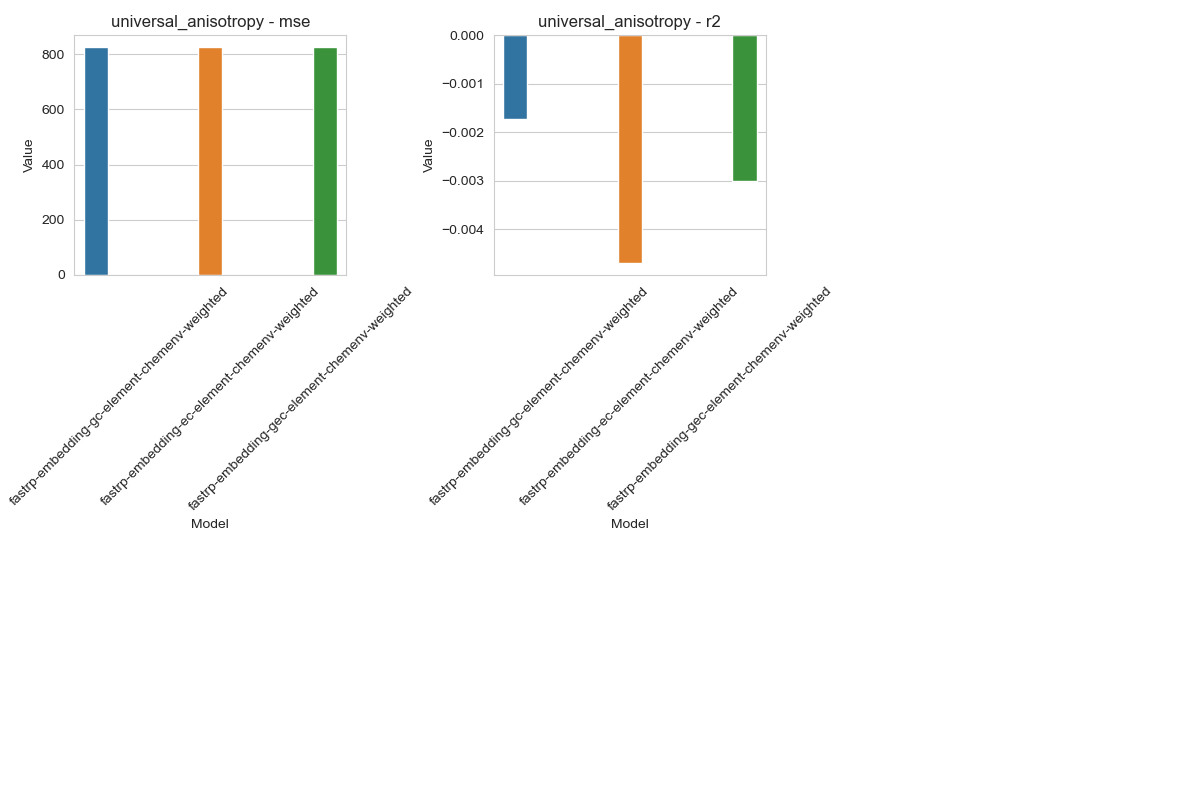 universal_anisotropy - mse
Value
800
600
400
200
0
fastrp-embedding-gc-element-chemenv-weighted
fastrp-embedding-ec-element-chemenv-weighted
fastrp-embedding-gec-element-chemenv-weighted
Model
universal_anisotropy - r2
Value
0.000
−0.001
−0.002
−0.003
−0.004
fastrp-embedding-gc-element-chemenv-weighted
fastrp-embedding-ec-element-chemenv-weighted
fastrp-embedding-gec-element-chemenv-weighted
Model